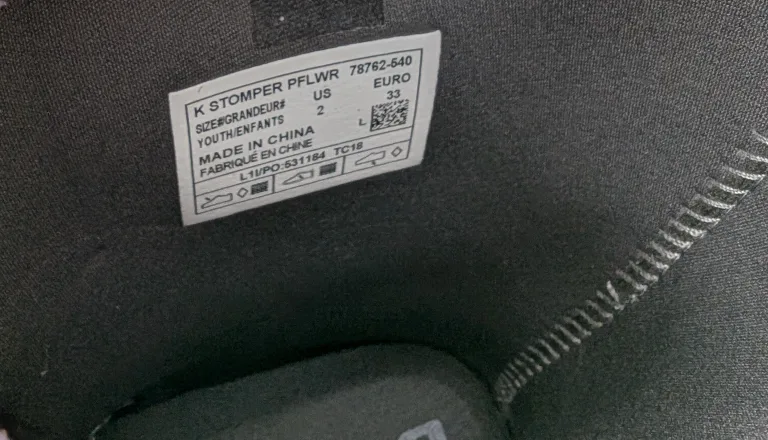 K STOMPER PFLWR 78762-540
SIZE#/GRANDEUR# US EURO
YOUTH/ENFANTS 2 33
MADE IN CHINA L
FABRIQUÉ EN CHINE
L1I/PO:531184 TC18